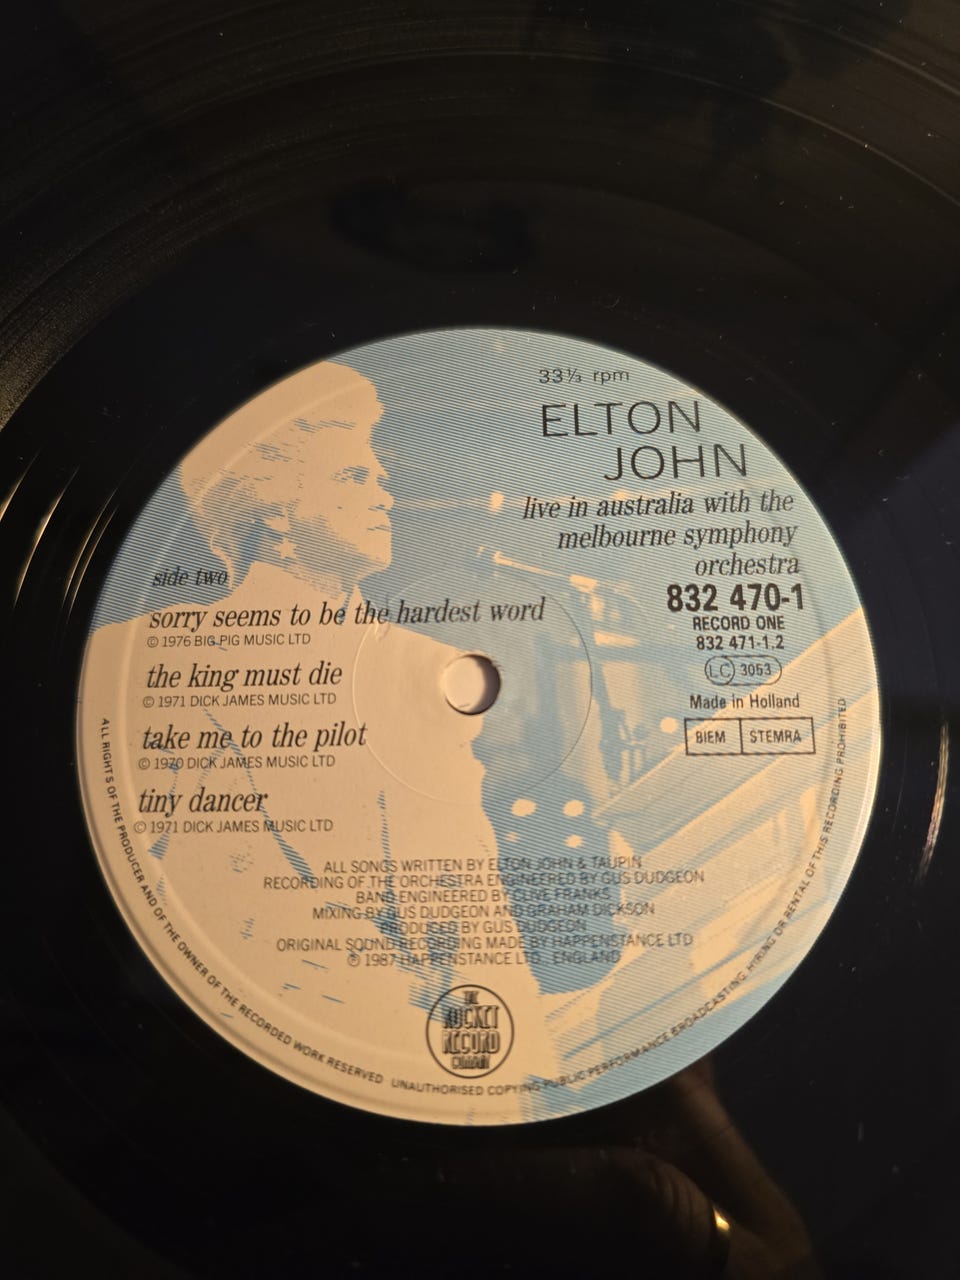 33⅓ rpm
ELTON
JOHN
live in australia with the
melbourne symphony
orchestra
832 470-1
RECORD ONE
832 471-1.2
LC 3053
Made in Holland
BIEM STEMRA
side two
sorry seems to be the hardest word
© 1976 BIG PIG MUSIC LTD
the king must die
© 1971 DICK JAMES MUSIC LTD
take me to the pilot
© 1970 DICK JAMES MUSIC LTD
tiny dancer
© 1971 DICK JAMES MUSIC LTD
ALL SONGS WRITTEN BY ELTON JOHN & TAUPIN
RECORDING OF THE ORCHESTRA ENGINEERED BY GUS DUDGEON
BAND ENGINEERED BY CLIVE FRANKS
MIXING BY GUS DUDGEON AND GRAHAM DICKSON
PRODUCED BY GUS DUDGEON
ORIGINAL SOUND RECORDING MADE BY HAPPENSTANCE LTD
℗ 1987 HAPPENSTANCE LTD. ENGLAND
THE
ROCKET
RECORD
COMPANY
ALL RIGHTS OF THE PRODUCER AND OF THE OWNER OF THE RECORDED WORK RESERVED UNAUTHORISED COPYING PUBLIC PERFORMANCE BROADCASTING, HIRING OR RENTAL OF THIS RECORDING PROHIBITED